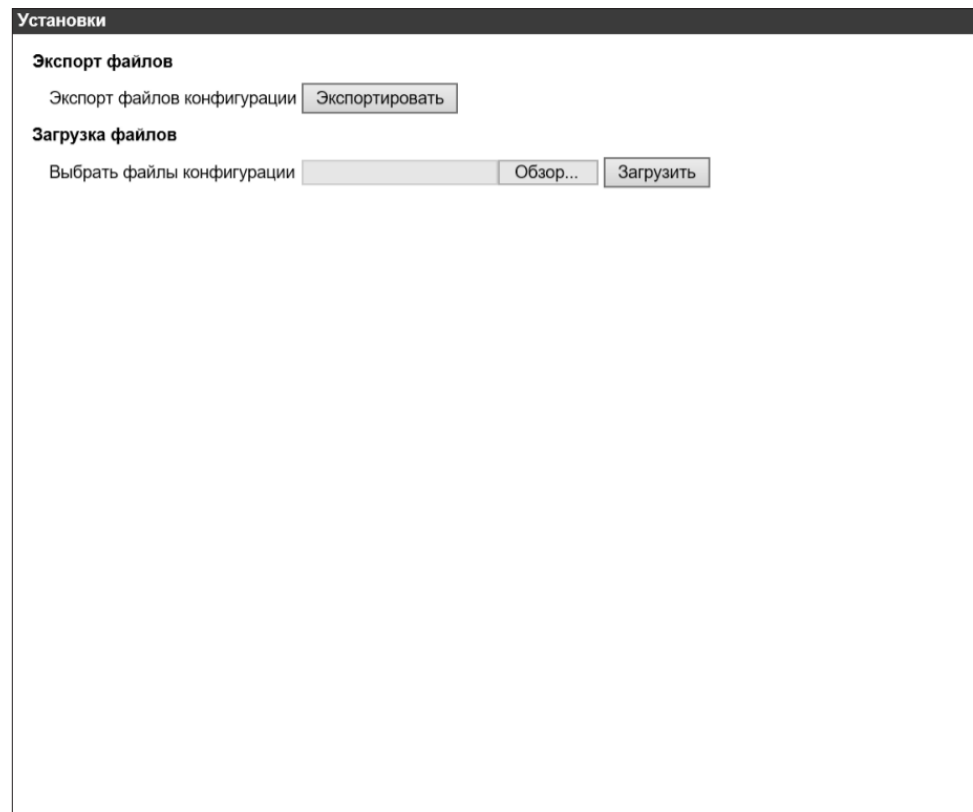 Установки
Экспорт файлов
Экспорт файлов конфигурации Экспортировать
Загрузка файлов
Выбрать файлы конфигурации Обзор... Загрузить